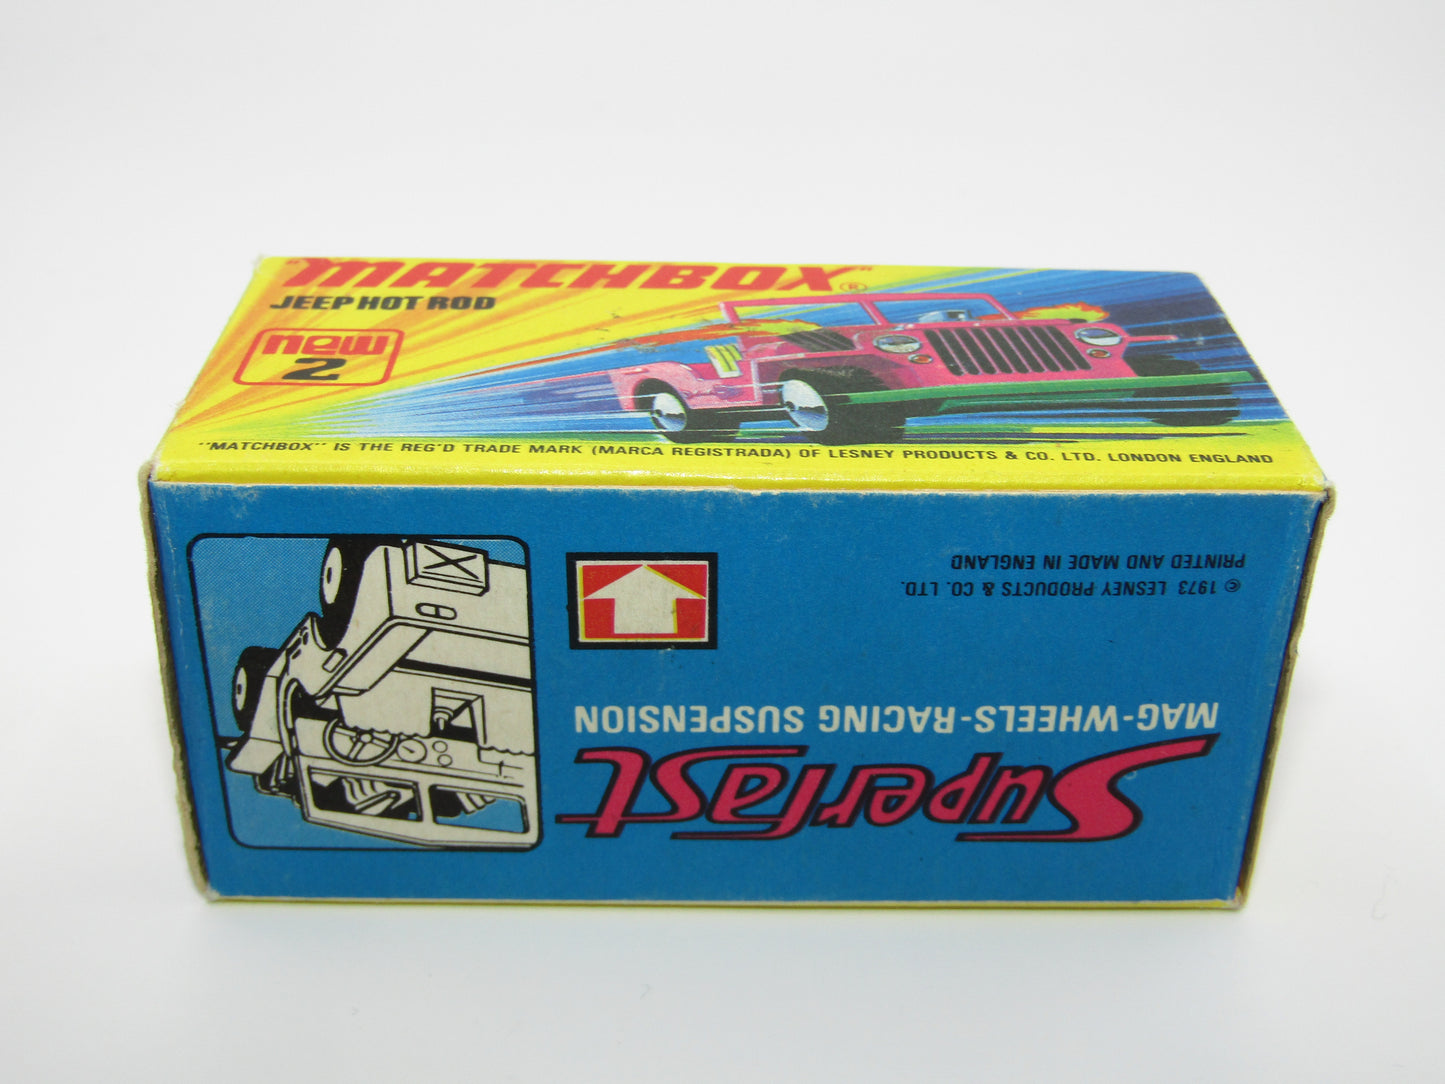 "MATCHBOX"®
JEEP HOT ROD
new
2
"MATCHBOX" IS THE REG'D TRADE MARK (MARCA REGISTRADA) OF LESNEY PRODUCTS & CO. LTD. LONDON ENGLAND
Superfast
MAG-WHEELS-RACING SUSPENSION
© 1973 LESNEY PRODUCTS & CO. LTD.
PRINTED AND MADE IN ENGLAND